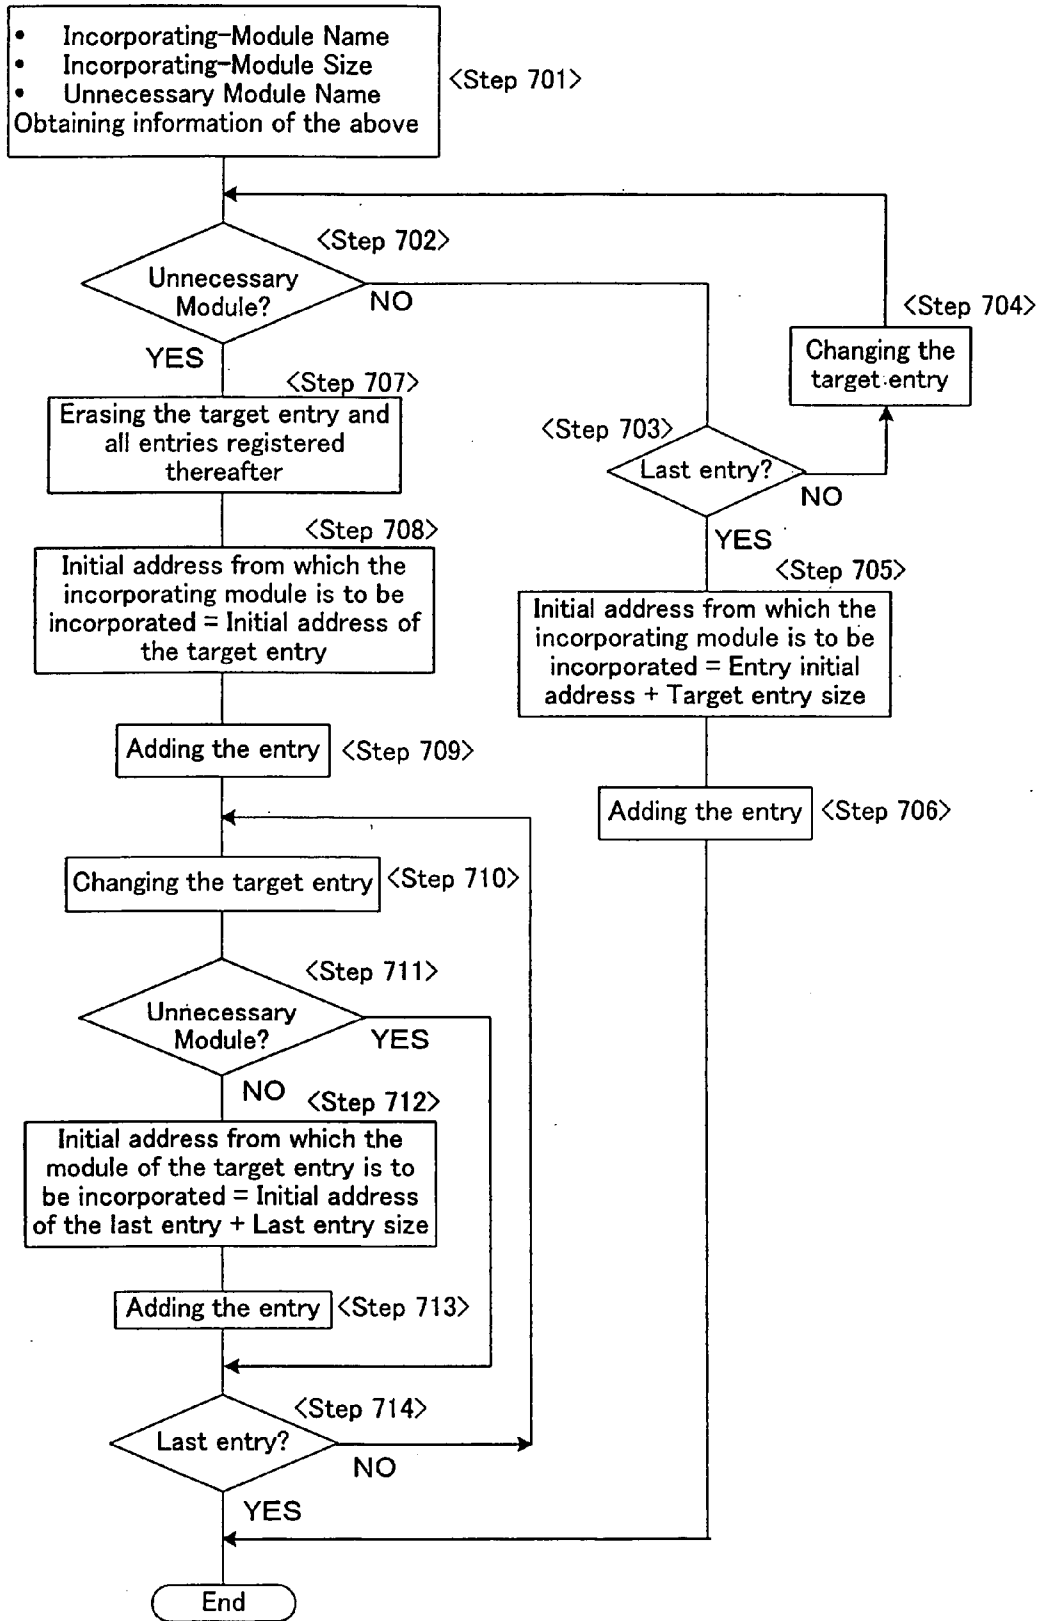 • Incorporating-Module Name
• Incorporating-Module Size
• Unnecessary Module Name
Obtaining information of the above
<Step 701>
<Step 702>
Unnecessary
Module?
NO
YES
<Step 704>
Changing the
target entry
<Step 703>
Last entry?
NO
YES
<Step 705>
Initial address from which the
incorporating module is to be
incorporated = Entry initial
address + Target entry size
Adding the entry
<Step 706>
<Step 707>
Erasing the target entry and
all entries registered
thereafter
<Step 708>
Initial address from which the
incorporating module is to be
incorporated = Initial address of
the target entry
Adding the entry
<Step 709>
Changing the target entry
<Step 710>
<Step 711>
Unnecessary
Module?
YES
NO
<Step 712>
Initial address from which the
module of the target entry is to
be incorporated = Initial address
of the last entry + Last entry size
Adding the entry
<Step 713>
<Step 714>
Last entry?
NO
YES
End